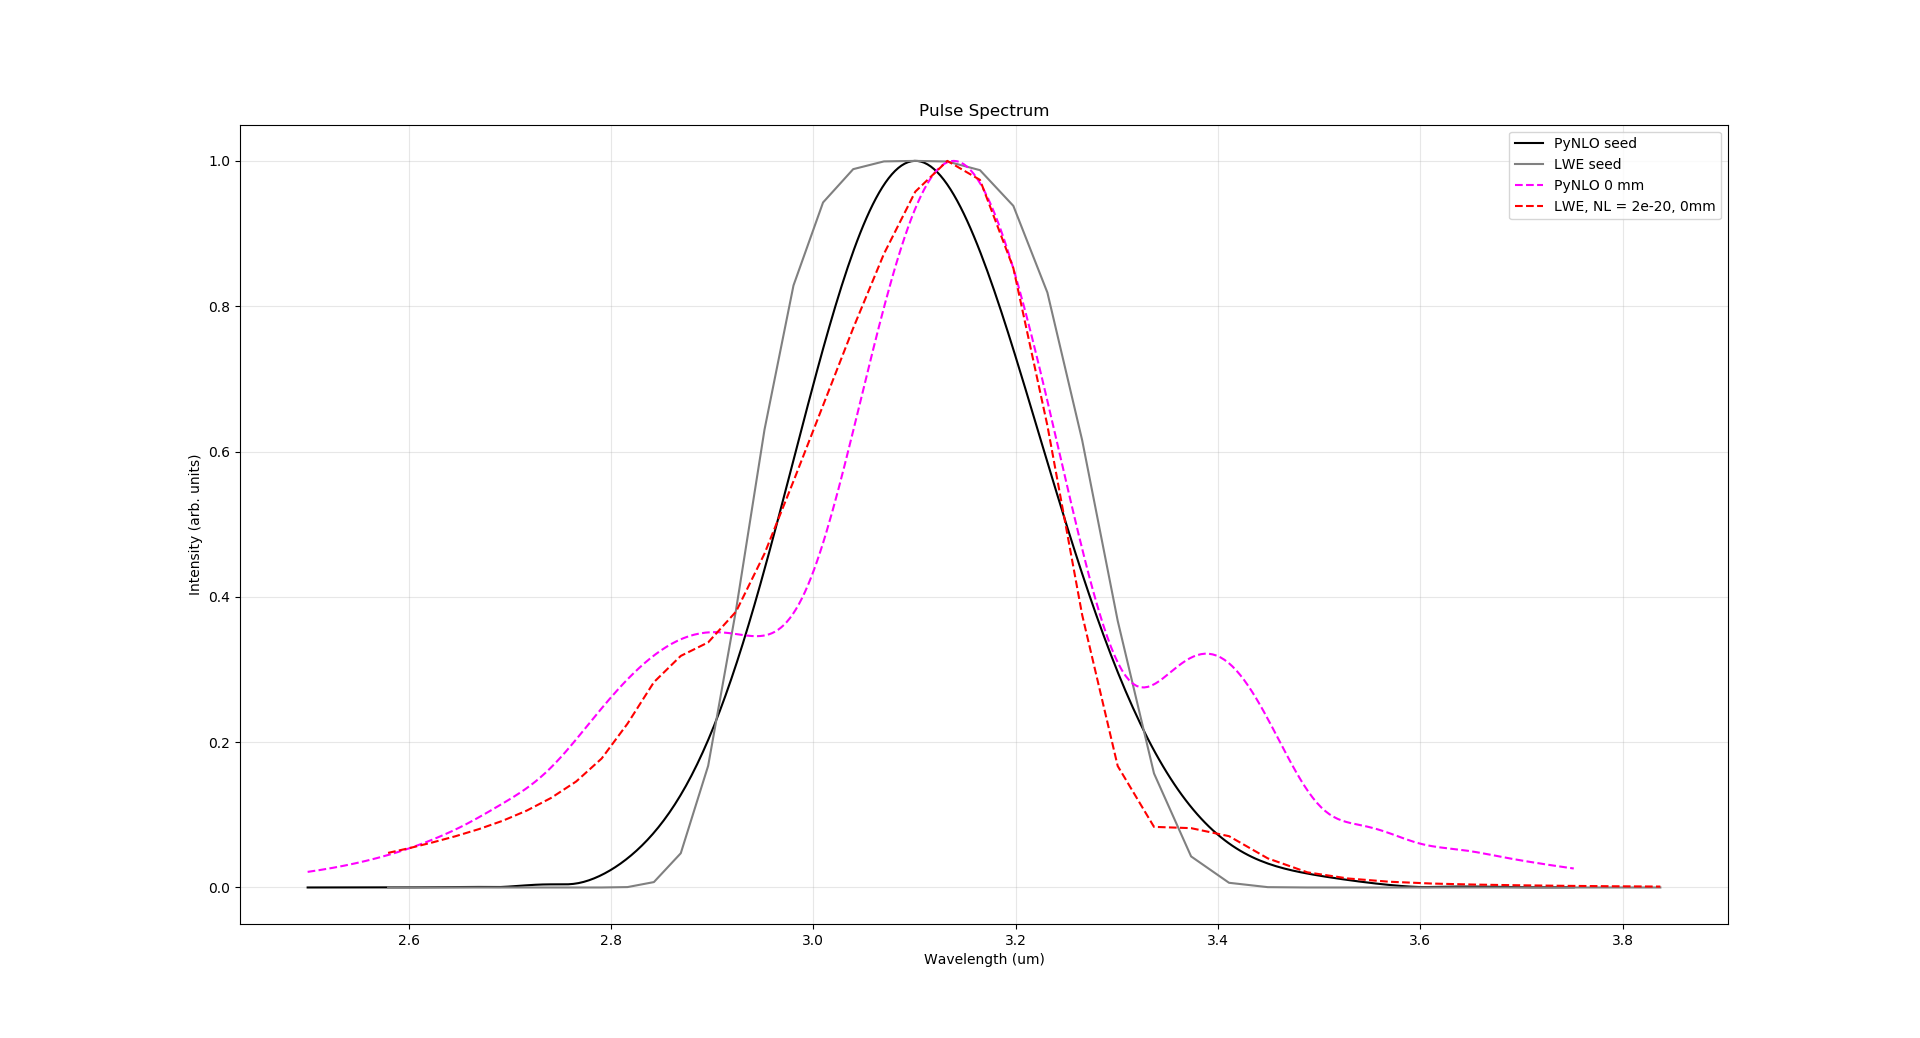 Pulse Spectrum
PyNLO seed
LWE seed
PyNLO 0 mm
LWE, NL = 2e-20, 0mm
Intensity (arb. units)
1.0
0.8
0.6
0.4
0.2
0.0
2.6 2.8 3.0 3.2 3.4 3.6 3.8
Wavelength (um)